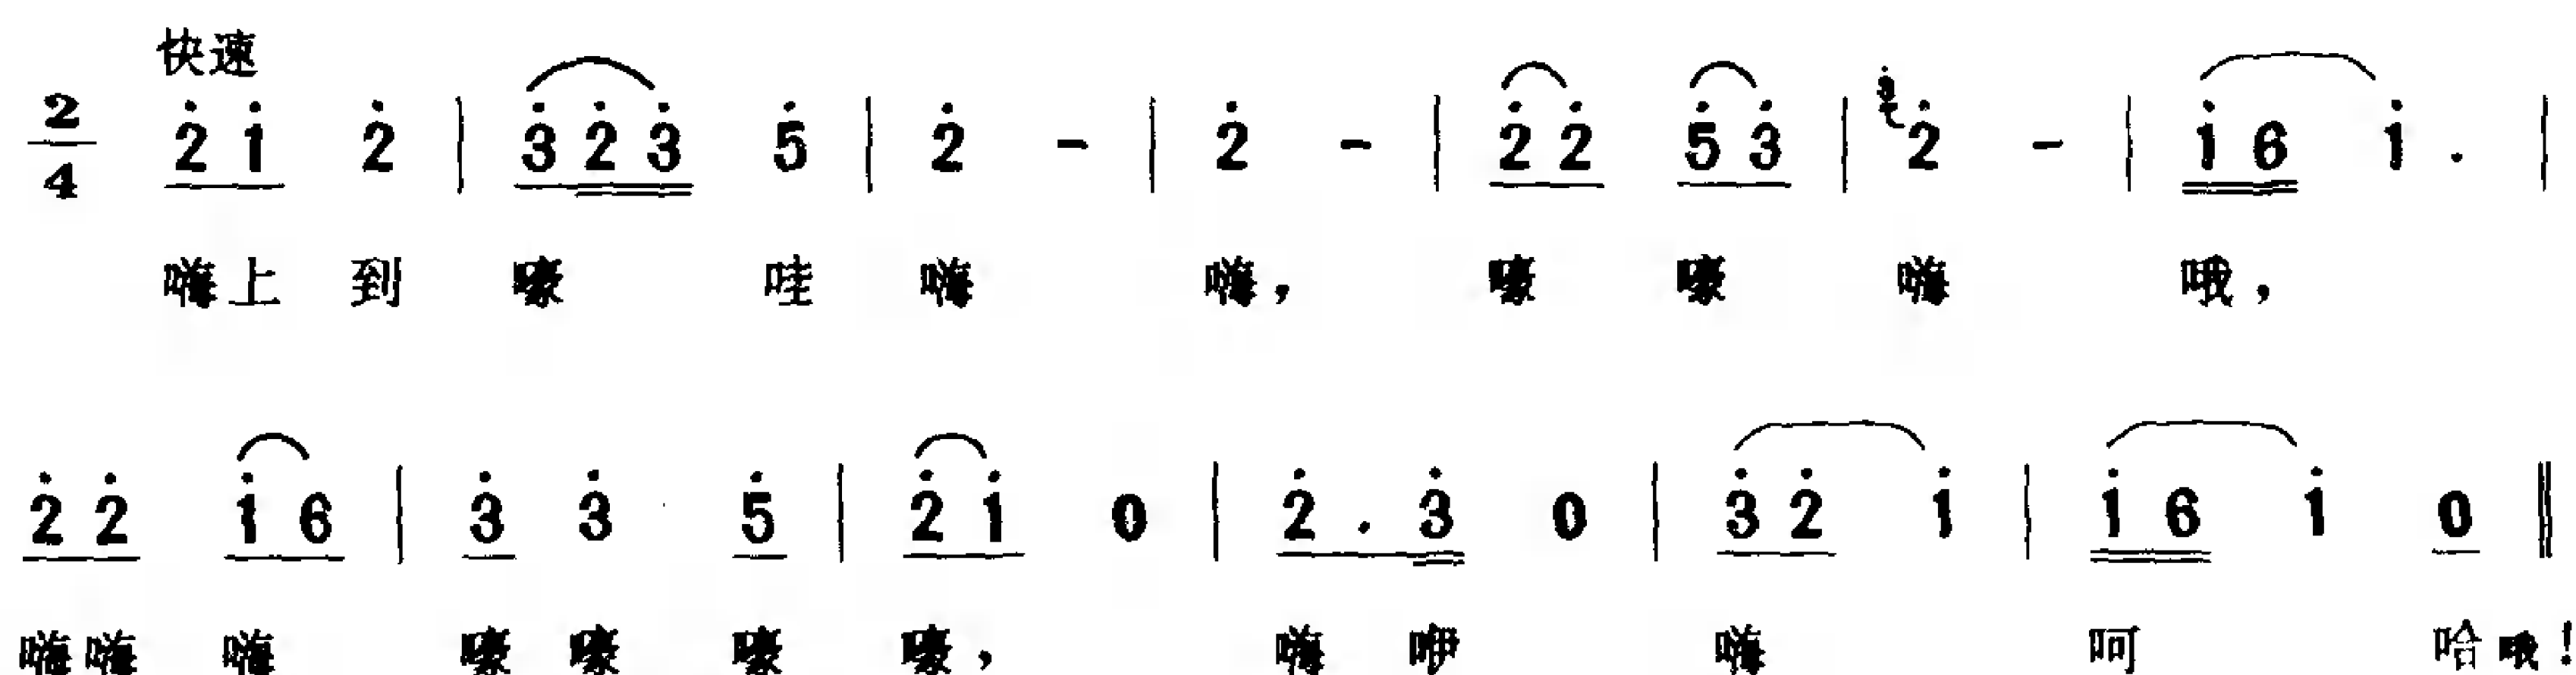 快速
2/4 2̇ 1̇ 2̇ | 3̇ 2̇ 3̇ 5̇ | 2̇ - | 2̇ - | 2̇ 2̇ 5̇ 3̇ | 3̇ 2̇ - | 1̇ 6 1̇ . |
嗨上 到 嚎 哇 嗨 嗨， 嚎 嚎 嗨 哦，
2̇ 2̇ 1̇ 6 | 3̇ 3̇ 5̇ | 2̇ 1̇ 0 | 2̇ . 3̇ 0 | 3̇ 2̇ 1̇ | 1̇ 6 1̇ 0 ‖
嗨嗨 嗨 嚎 嚎 嚎 嚎， 嗨 咿 嗨 呵 哈哦！